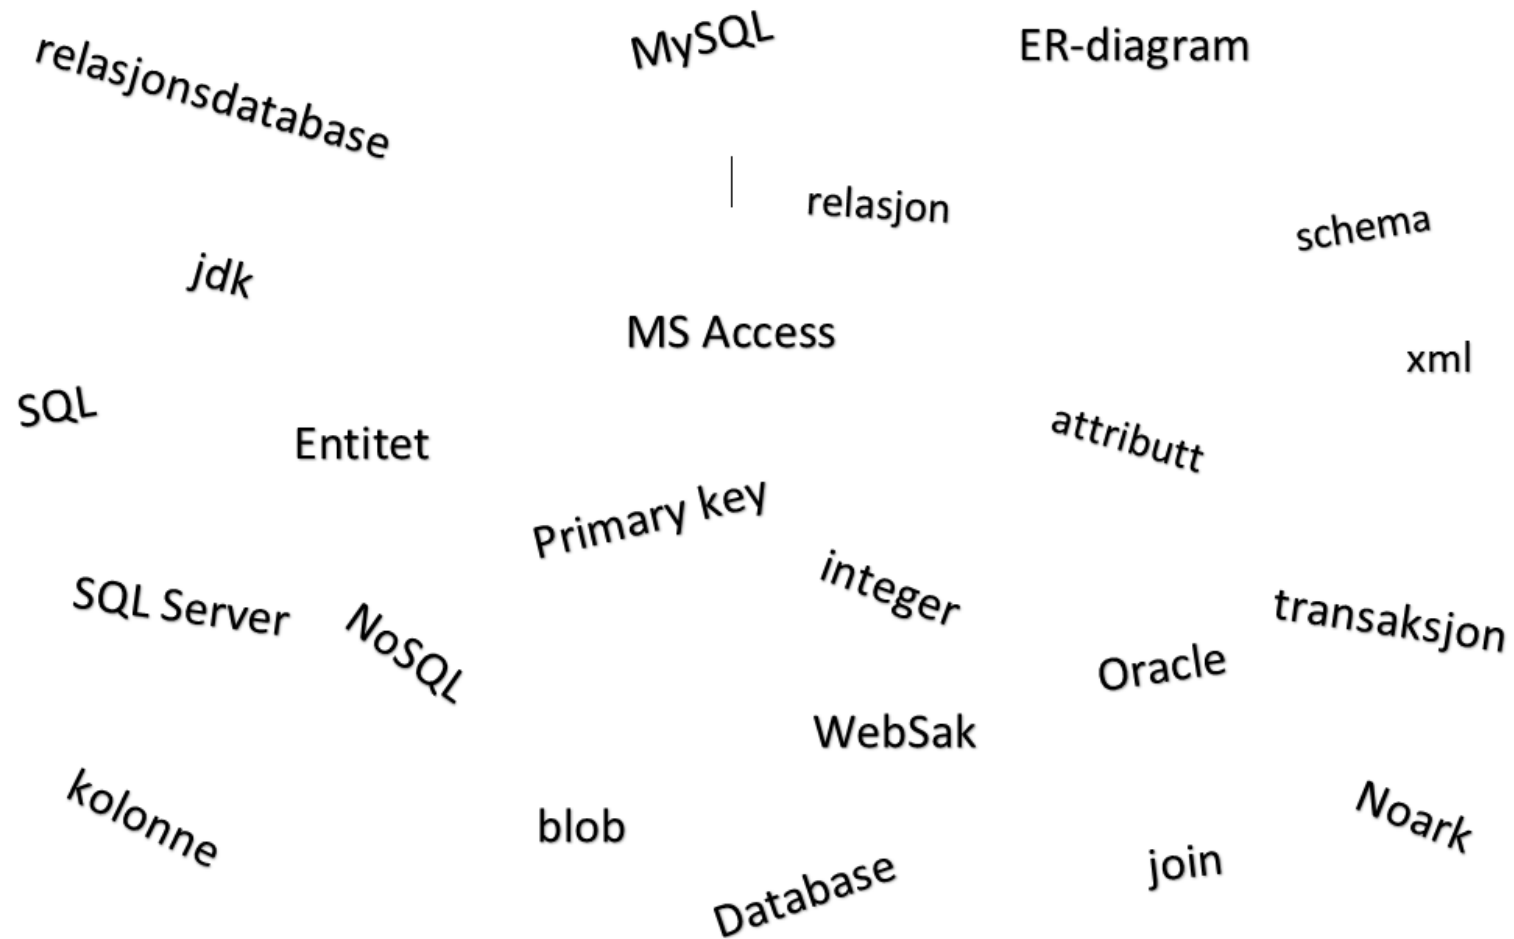 MySQL
ER-diagram
relasjonsdatabase
relasjon
schema
jdk
MS Access
xml
SQL
Entitet
attributt
Primary key
integer
SQL Server
NoSQL
transaksjon
Oracle
WebSak
kolonne
blob
Noark
Database
join